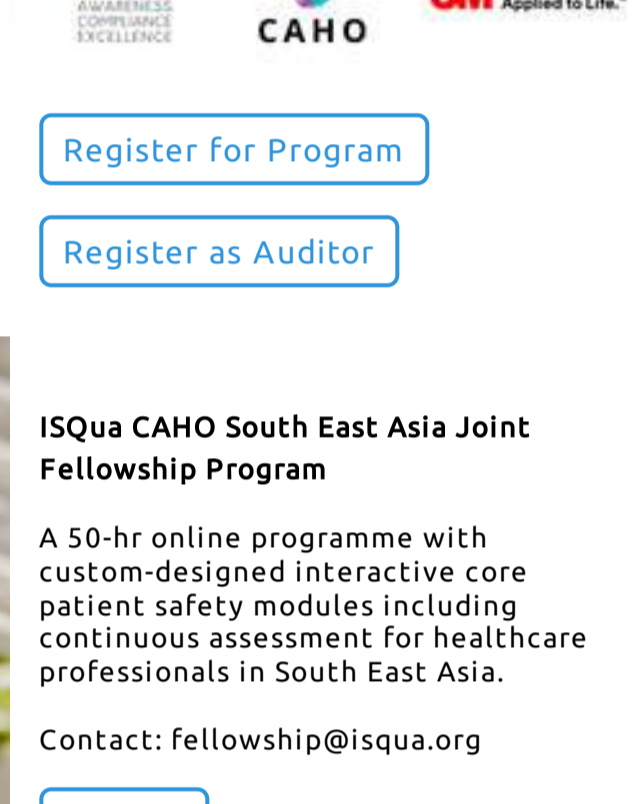 AWARENESS
COMPLIANCE
EXCELLENCE
CAHO
3M Applied to Life.
Register for Program
Register as Auditor
ISQua CAHO South East Asia Joint
Fellowship Program
A 50-hr online programme with
custom-designed interactive core
patient safety modules including
continuous assessment for healthcare
professionals in South East Asia.
Contact: fellowship@isqua.org